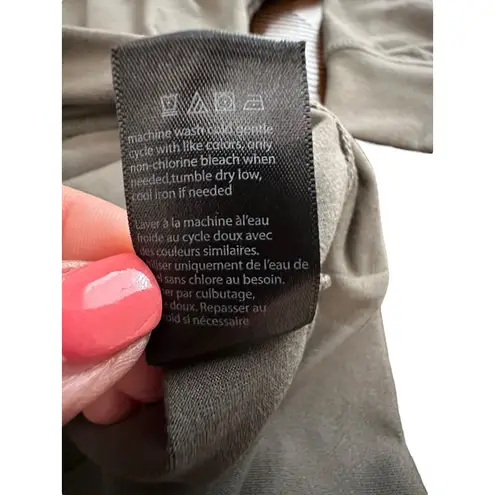 machine wash cold gentle
cycle with like colors, only
non-chlorine bleach when
needed,tumble dry low,
cool iron if needed
Laver à la machine àl'eau
froide au cycle doux avec
des couleurs similaires.
uniquement de l'eau de
sans chlore au besoin.
par culbutage,
doux. Repasser au
si nécessaire